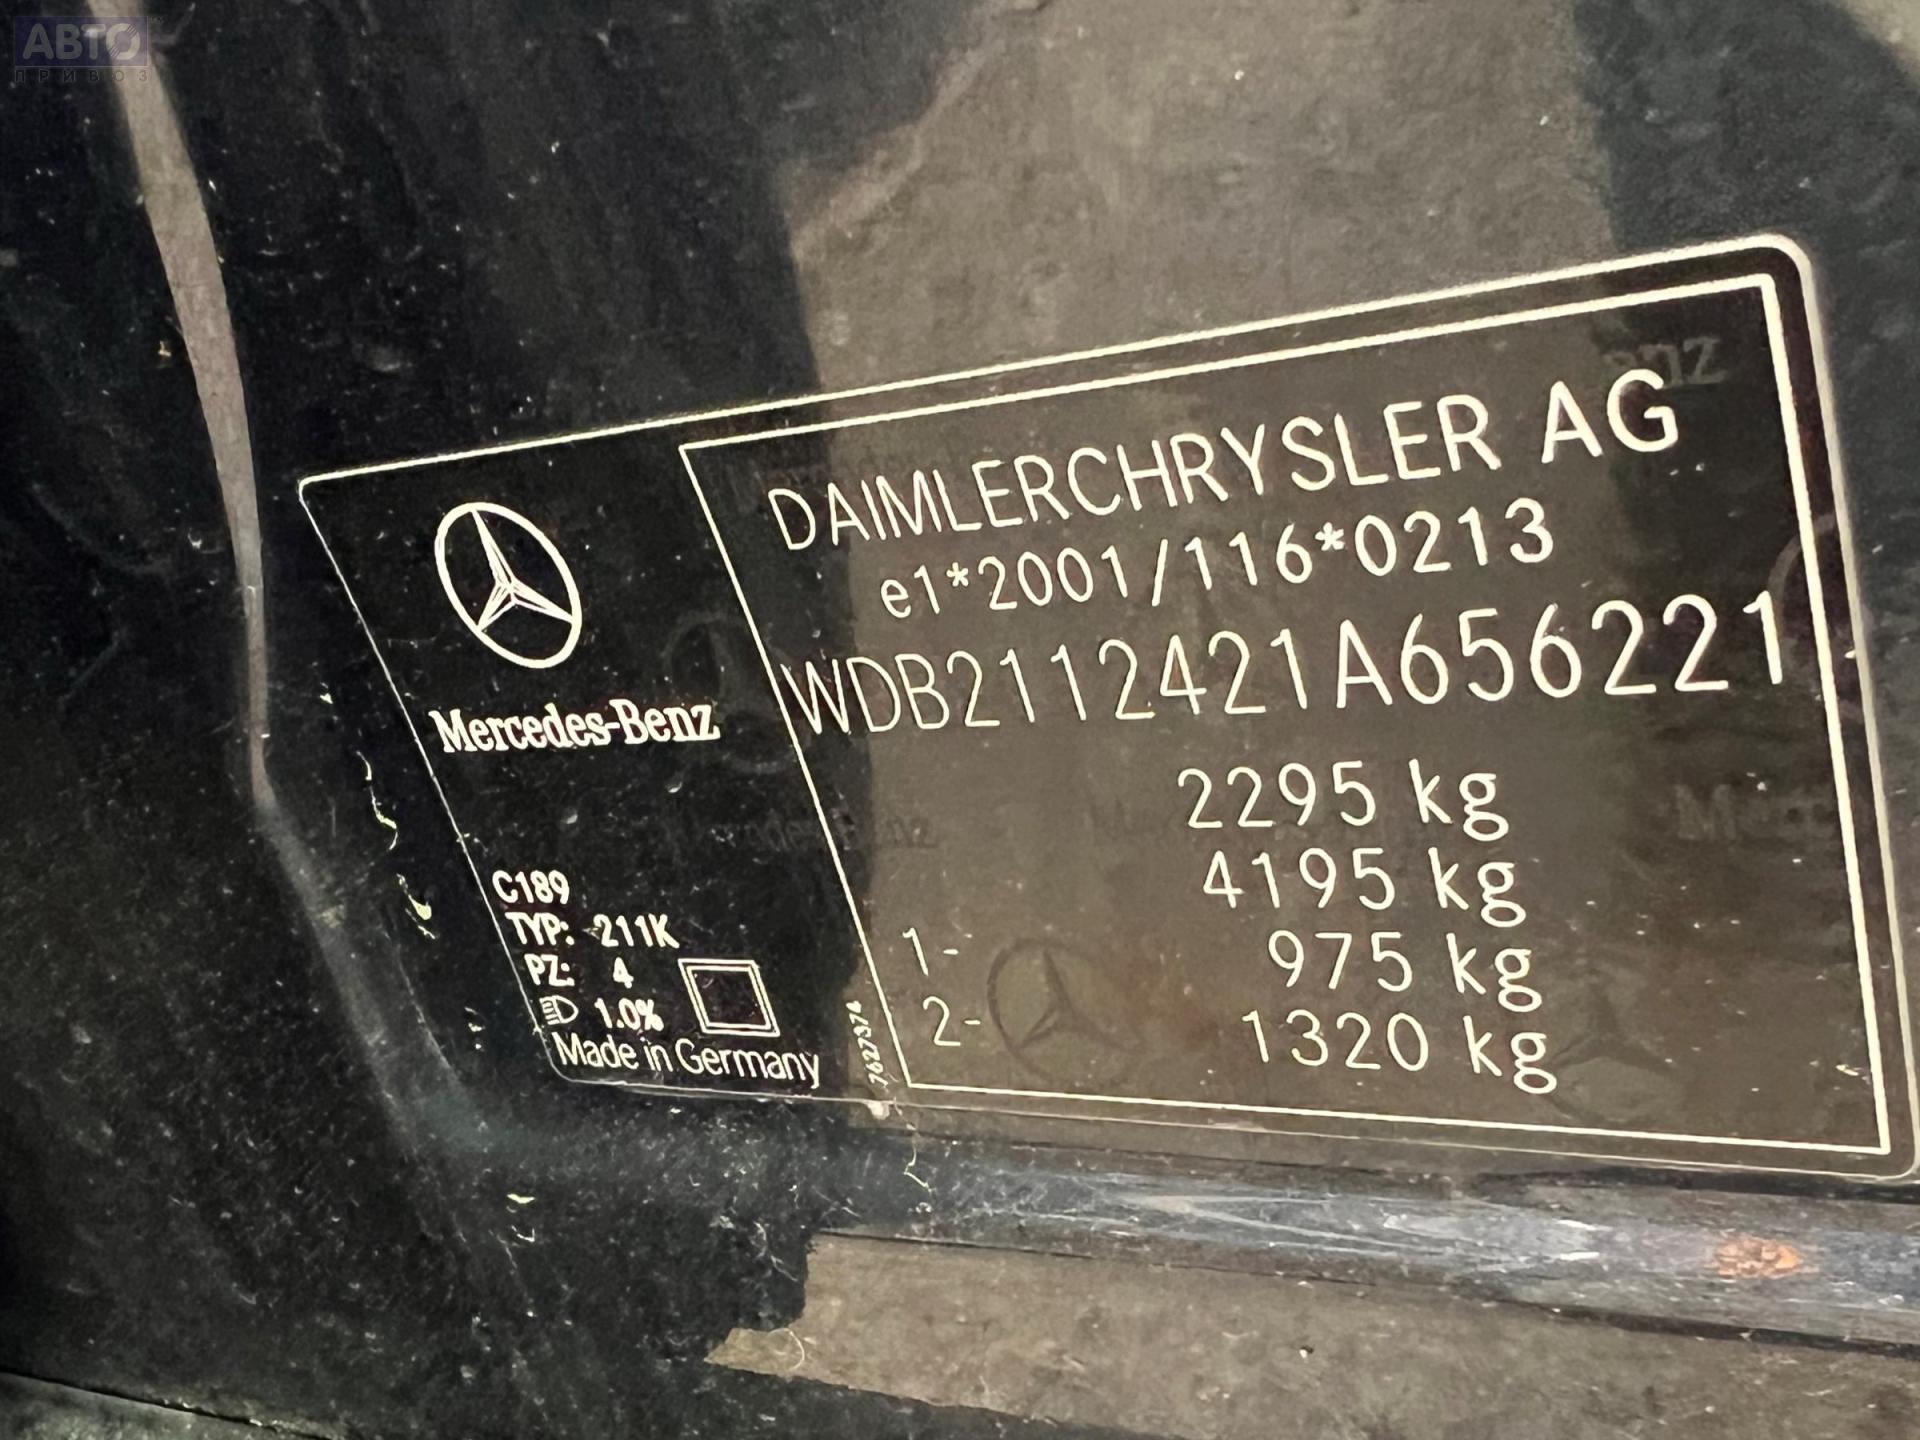 АВТО
ПРИВОЗ
DAIMLERCHRYSLER AG
e1*2001/116*0213
WDB2112421A656221
2295 kg
4195 kg
1- 975 kg
2- 1320 kg
Mercedes-Benz
C189
TYP: 211K
PZ: 4
1.0%
Made in Germany
7627374